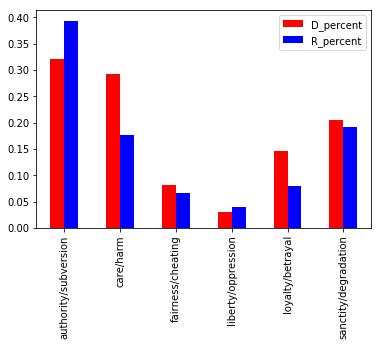 0.40
0.35
0.30
0.25
0.20
0.15
0.10
0.05
0.00
D_percent
R_percent
authority/subversion
care/harm
fairness/cheating
liberty/oppression
loyalty/betrayal
sanctity/degradation